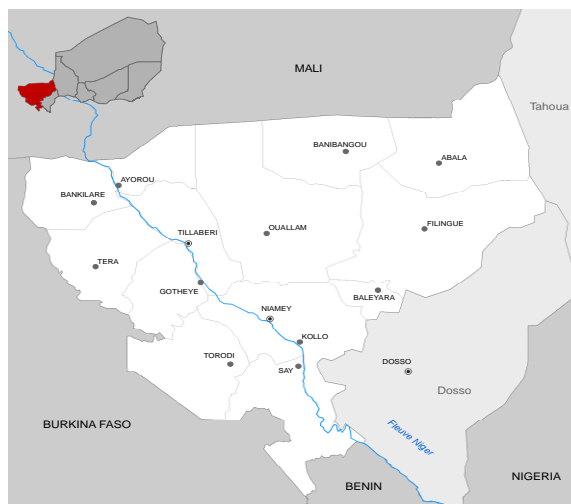 MALI
Tahoua
BANIBANGOU
ABALA
AYOROU
BANKILARE
FILINGUE
OUALLAM
TILLABERI
TERA
GOTHEYE
BALEYARA
NIAMEY
KOLLO
TORODI
SAY
DOSSO
Dosso
BURKINA FASO
Fleuve Niger
NIGERIA
BENIN